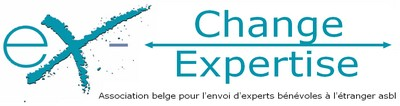 ex-
Change
Expertise
Association belge pour l'envoi d'experts bénévoles à l'étranger asbl